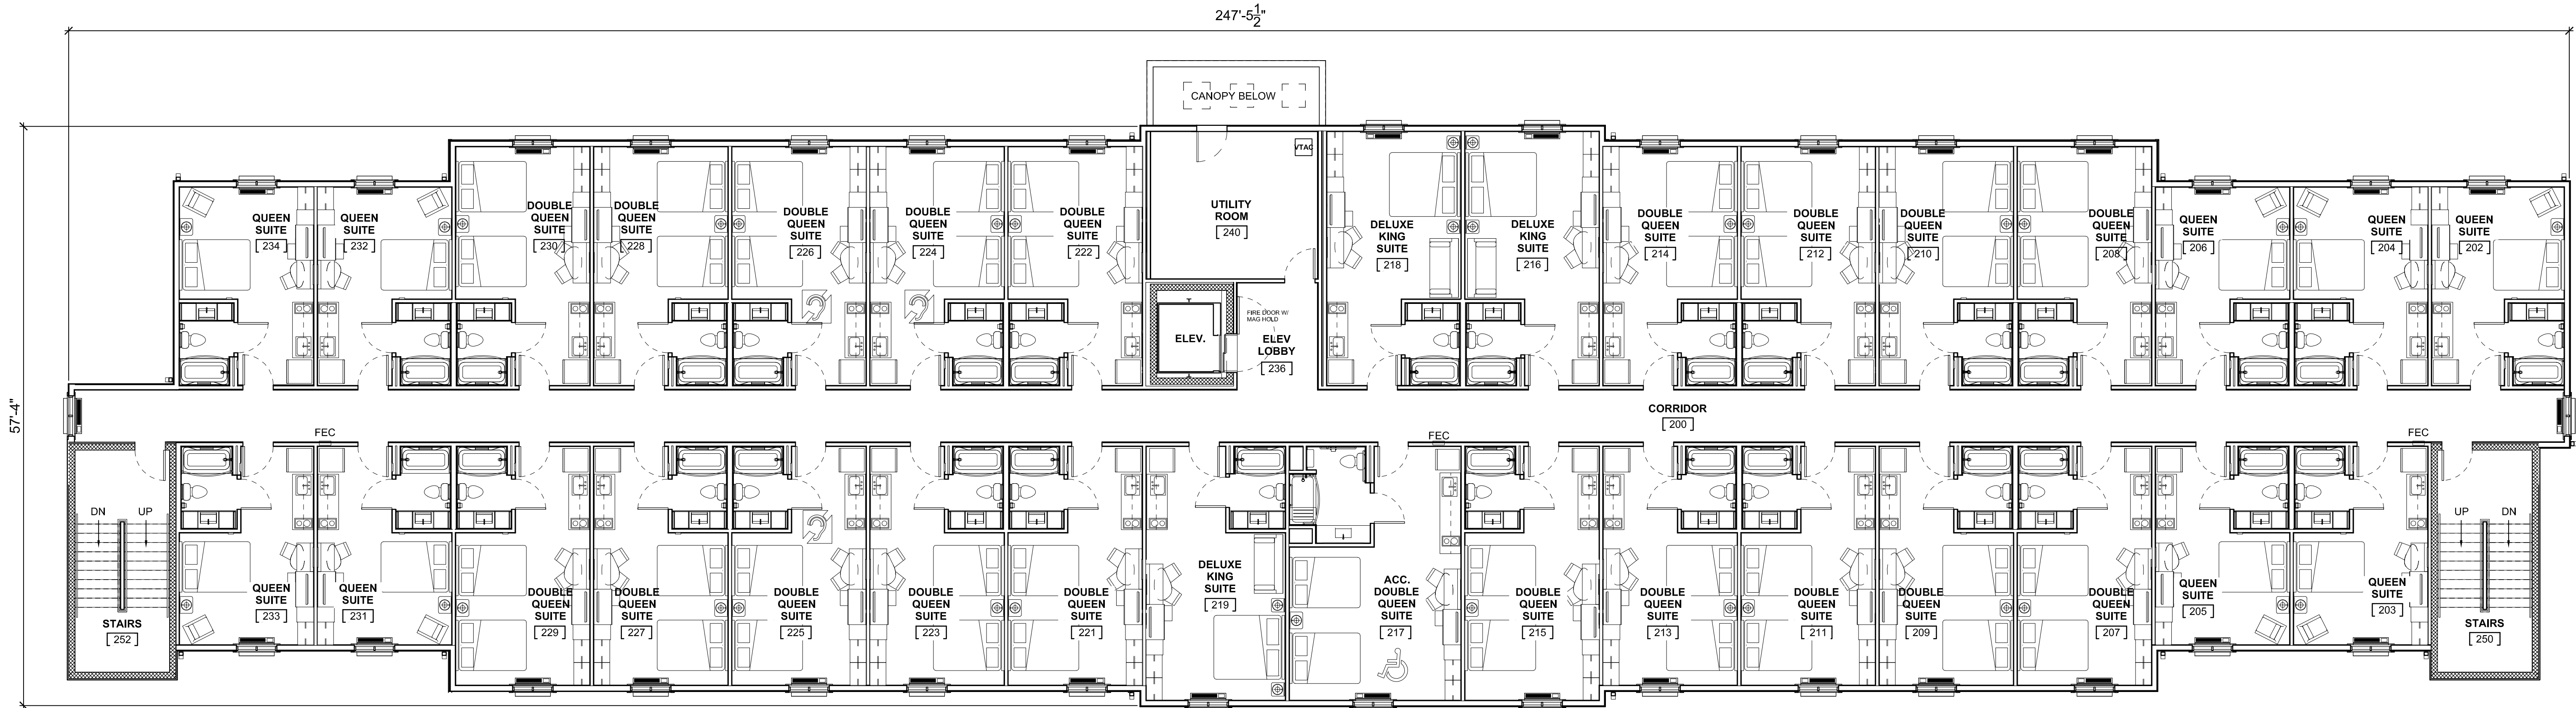 247'-5 1/2"
57'-4"
CANOPY BELOW
VTAC
UTILITY
ROOM
240
QUEEN
SUITE
234
QUEEN
SUITE
232
DOUBLE
QUEEN
SUITE
230
DOUBLE
QUEEN
SUITE
228
DOUBLE
QUEEN
SUITE
226
DOUBLE
QUEEN
SUITE
224
DOUBLE
QUEEN
SUITE
222
DELUXE
KING
SUITE
218
DELUXE
KING
SUITE
216
DOUBLE
QUEEN
SUITE
214
DOUBLE
QUEEN
SUITE
212
DOUBLE
QUEEN
SUITE
210
DOUBLE
QUEEN
SUITE
208
QUEEN
SUITE
206
QUEEN
SUITE
204
QUEEN
SUITE
202
FIRE DOOR W/
MAG HOLD
ELEV.
ELEV
LOBBY
236
CORRIDOR
200
FEC
FEC
FEC
DN
UP
STAIRS
252
QUEEN
SUITE
233
QUEEN
SUITE
231
DOUBLE
QUEEN
SUITE
229
DOUBLE
QUEEN
SUITE
227
DOUBLE
QUEEN
SUITE
225
DOUBLE
QUEEN
SUITE
223
DOUBLE
QUEEN
SUITE
221
DELUXE
KING
SUITE
219
ACC.
DOUBLE
QUEEN
SUITE
217
DOUBLE
QUEEN
SUITE
215
DOUBLE
QUEEN
SUITE
213
DOUBLE
QUEEN
SUITE
211
DOUBLE
QUEEN
SUITE
209
DOUBLE
QUEEN
SUITE
207
QUEEN
SUITE
205
QUEEN
SUITE
203
UP
DN
STAIRS
250